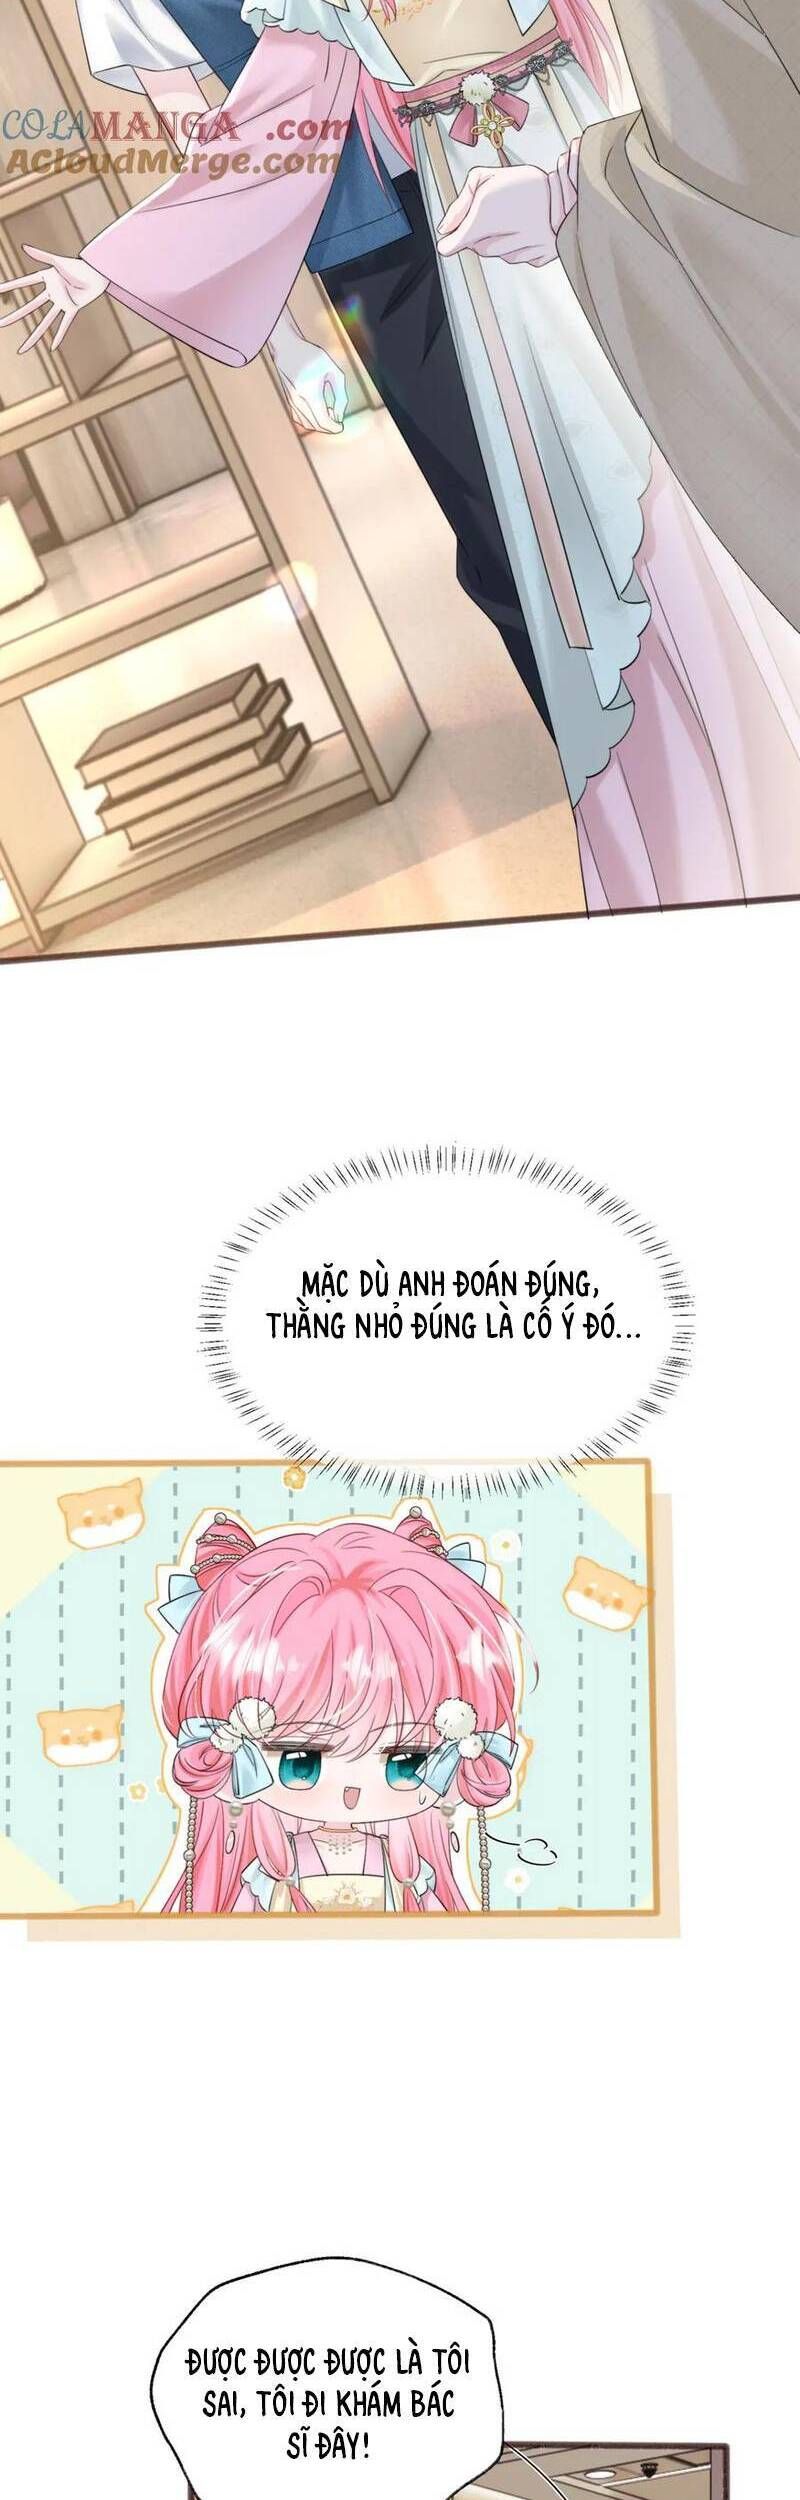 COLAMANGA.com
AcloudMerge.com
MẶC DÙ ANH ĐOÁN ĐÚNG,
THẰNG NHỎ ĐÚNG LÀ CỐ Ý ĐÓ...
ĐƯỢC ĐƯỢC ĐƯỢC LÀ TÔI
SAI, TÔI ĐI KHÁM BÁC
SĨ ĐÂY!